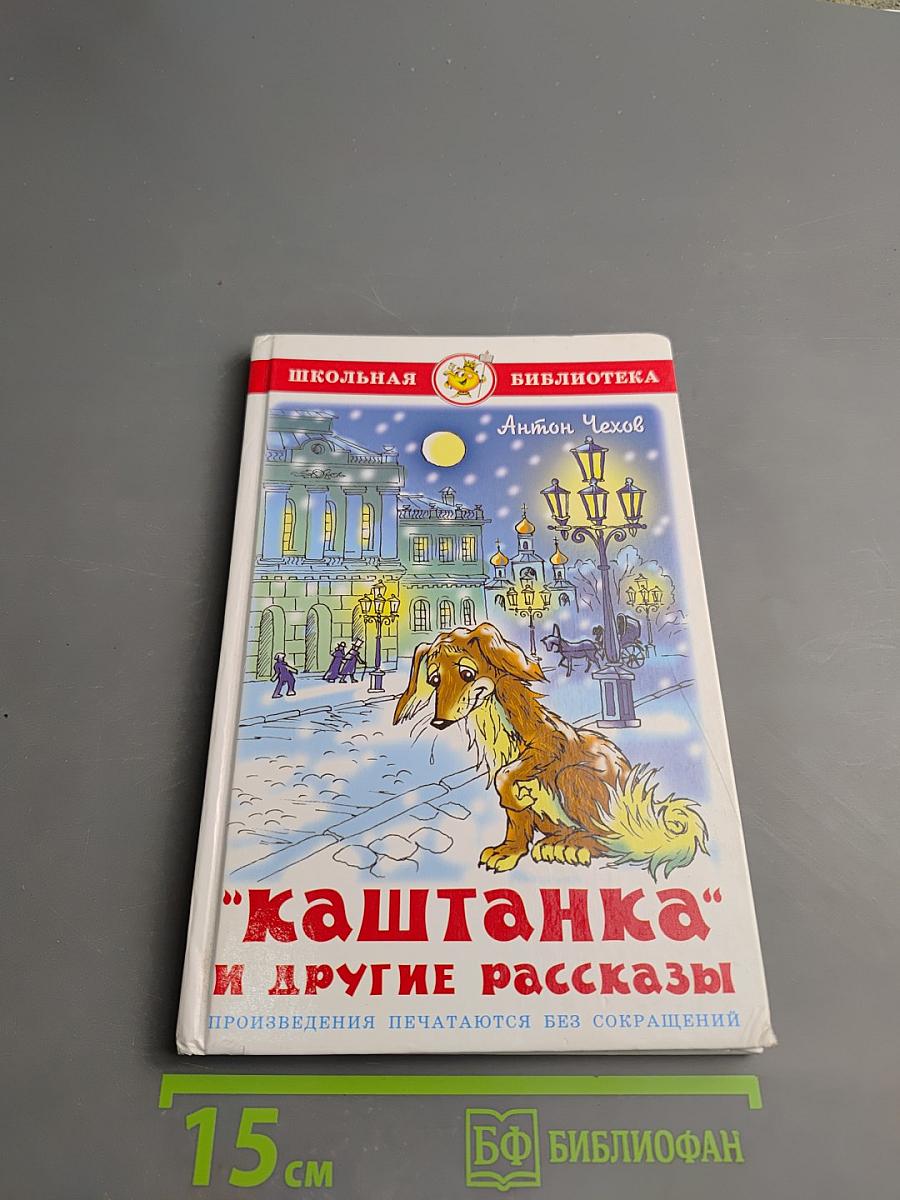 ШКОЛЬНАЯ БИБЛИОТЕКА
Антон Чехов
"Каштанка"
и другие рассказы
ПРОИЗВЕДЕНИЯ ПЕЧАТАЮТСЯ БЕЗ СОКРАЩЕНИЙ
15 см
БФ БИБЛИОФАН